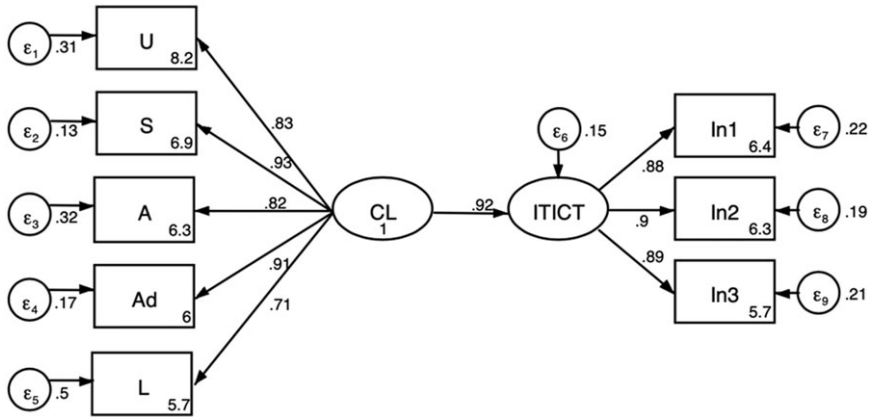 ε1 .31 U 8.2
ε2 .13 S 6.9
ε3 .32 A 6.3
ε4 .17 Ad 6
ε5 .5 L 5.7
.83
.93
.82
.91
.71
CL
1
.92
ε6 .15
ITICT
.88
.9
.89
In1 6.4 ε7 .22
In2 6.3 ε8 .19
In3 5.7 ε9 .21